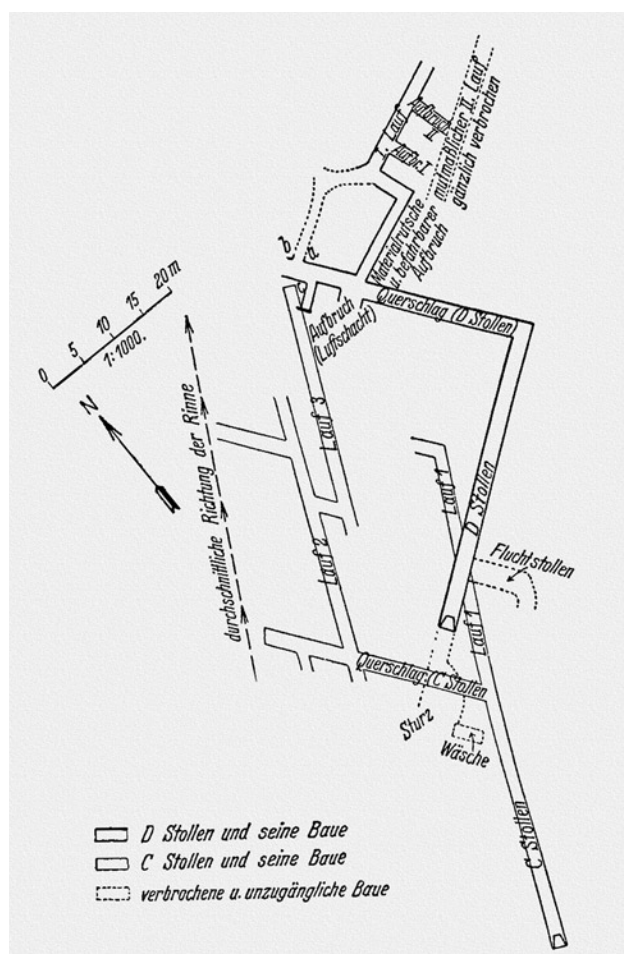 mutmaßlicher II. Lauf
gänzlich verbrochen
Aufbruch
II
Lauf
Aufbr. I
Materialrutsche
u. befahrbarer
Aufbruch
b
a
c
Querschlag (D Stollen)
Aufbruch
(Luftschacht)
0 5 10 15 20 m
1:1000.
N
durchschnittliche Richtung der Rinne
Lauf 3
Lauf 2
Lauf 1
D Stollen
Fluchtstollen
Lauf 1
Querschlag (C Stollen
Sturz
Wäsche
C Stollen
D Stollen und seine Baue
C Stollen und seine Baue
verbrochene u. unzugängliche Baue